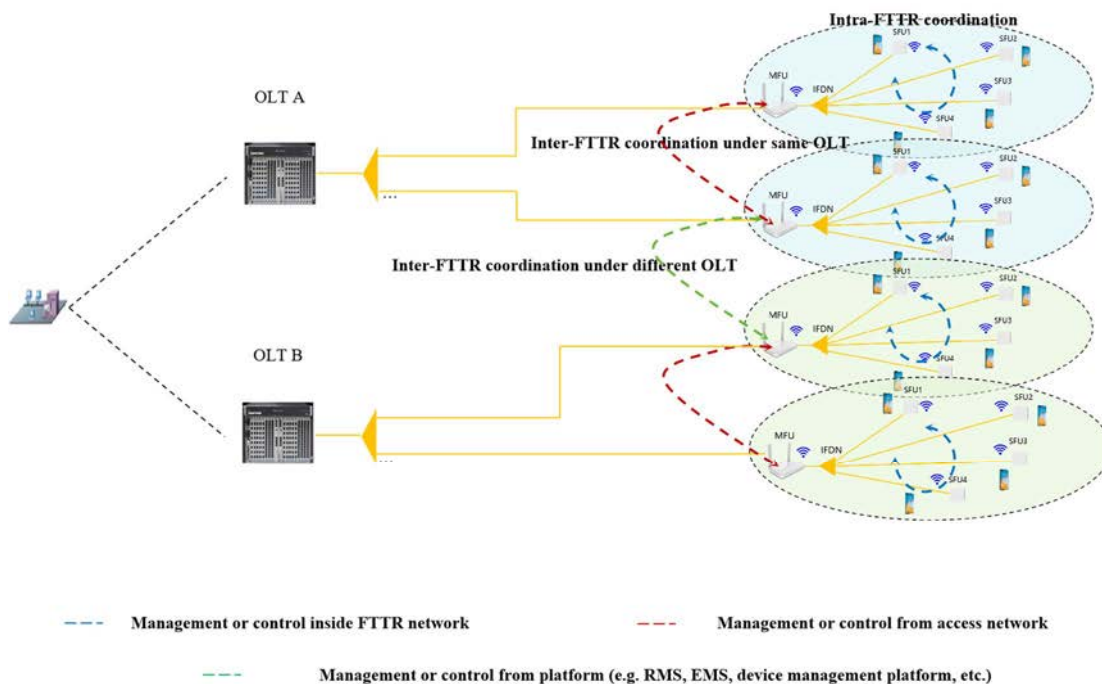 Intra-FTTR coordination
SFU1
SFU2
MFU
IFDN
SFU3
SFU4
OLT A
Inter-FTTR coordination under same OLT
SFU1
SFU2
MFU
IFDN
SFU3
SFU4
...
Inter-FTTR coordination under different OLT
SFU1
SFU2
MFU
IFDN
SFU3
SFU4
OLT B
SFU1
SFU2
MFU
IFDN
SFU3
SFU4
...
Management or control inside FTTR network
Management or control from access network
Management or control from platform (e.g. RMS, EMS, device management platform, etc.)